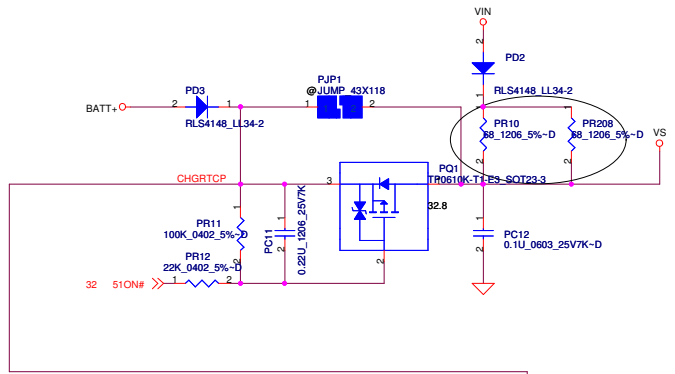 VIN
2
PD2
RLS4148_LL34-2
1
PD3
2
1
BATT+
RLS4148_LL34-2
PJP1
@JUMP_43X118
1
2
1
1
PR10
68_1206_5%~D
PR208
68_1206_5%~D
2
2
VS
CHGRTCP
3
PQ1
TP0610K-T1-E3_SOT23-3
32.8
1
1
PR11
100K_0402_5%~D
2
PC11
0.22U_1206_25V7K
2
1
PC12
0.1U_0603_25V7K~D
2
PR12
22K_0402_5%~D
32
51ON#
1
2
2